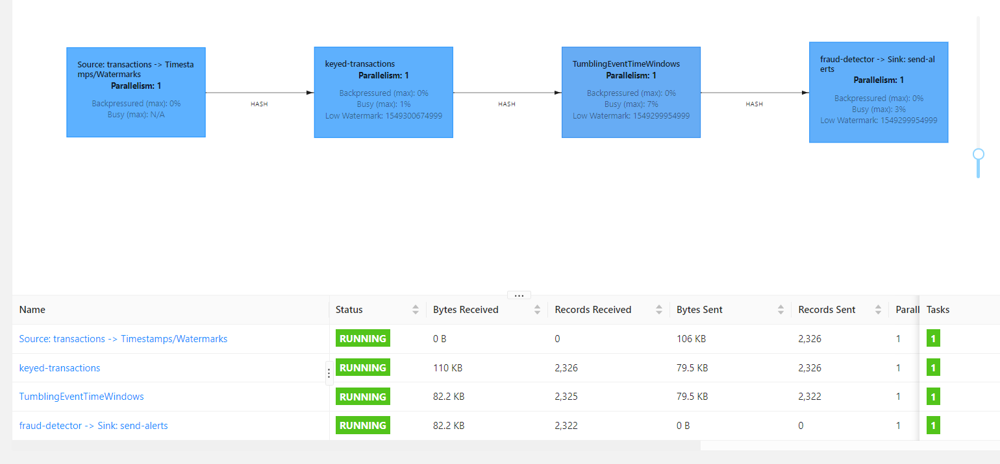 Source: transactions -> Timesta
mps/Watermarks
Parallelism: 1
Backpressured (max): 0%
Busy (max): N/A
HASH
keyed-transactions
Parallelism: 1
Backpressured (max): 0%
Busy (max): 1%
Low Watermark: 1549300674999
HASH
TumblingEventTimeWindows
Parallelism: 1
Backpressured (max): 0%
Busy (max): 7%
Low Watermark: 1549299954999
HASH
fraud-detector -> Sink: send-al
erts
Parallelism: 1
Backpressured (max): 0%
Busy (max): 3%
Low Watermark: 1549299954999
Name Status Bytes Received Records Received Bytes Sent Records Sent Parall Tasks
Source: transactions -> Timestamps/Watermarks RUNNING 0 B 0 106 KB 2,326 1 1
keyed-transactions RUNNING 110 KB 2,326 79.5 KB 2,326 1 1
TumblingEventTimeWindows RUNNING 82.2 KB 2,325 79.5 KB 2,322 1 1
fraud-detector -> Sink: send-alerts RUNNING 82.2 KB 2,322 0 B 0 1 1